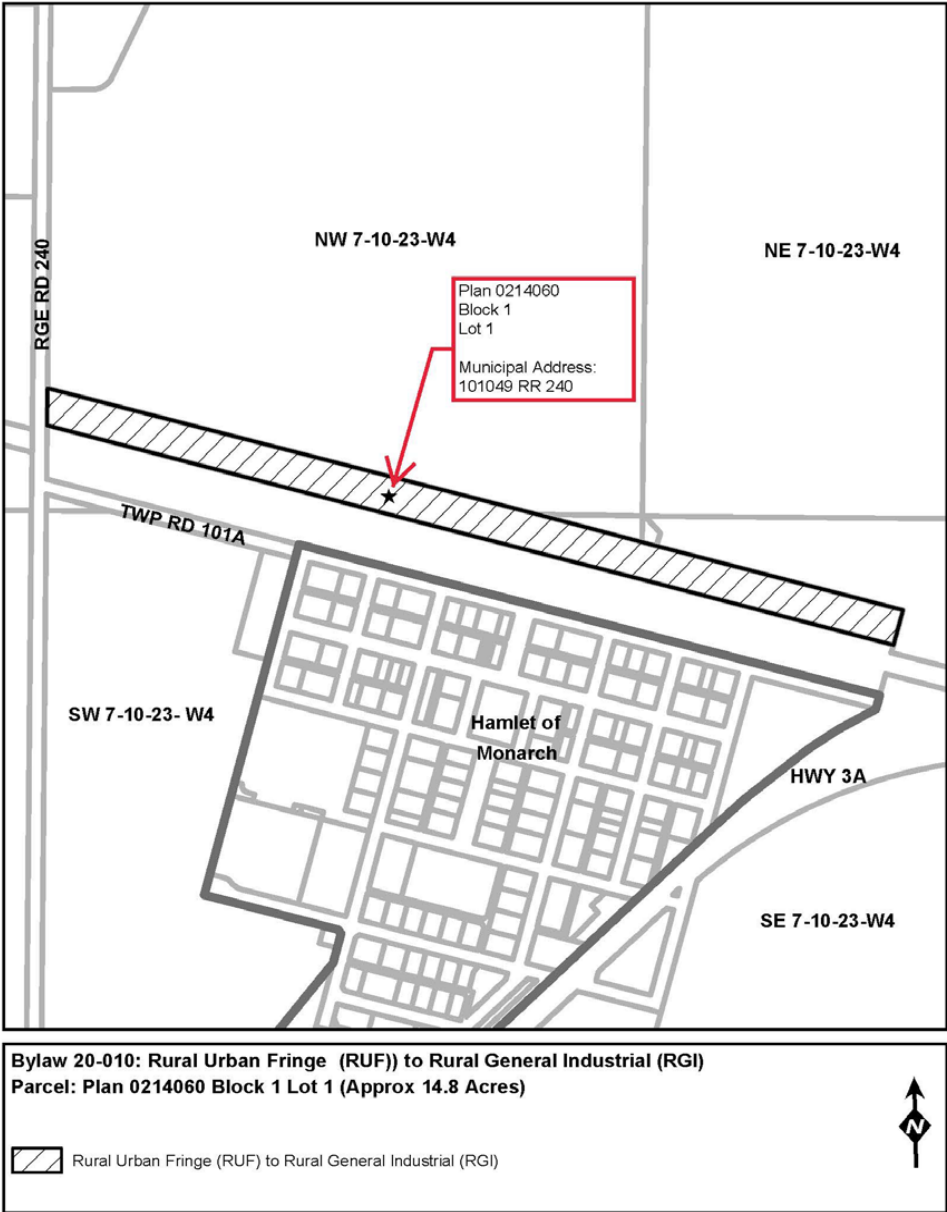 NW 7-10-23-W4
NE 7-10-23-W4
RGE RD 240
Plan 0214060
Block 1
Lot 1
Municipal Address:
101049 RR 240
TWP RD 101A
SW 7-10-23- W4
Hamlet of
Monarch
HWY 3A
SE 7-10-23-W4
Bylaw 20-010: Rural Urban Fringe (RUF)) to Rural General Industrial (RGI)
Parcel: Plan 0214060 Block 1 Lot 1 (Approx 14.8 Acres)
N
Rural Urban Fringe (RUF) to Rural General Industrial (RGI)